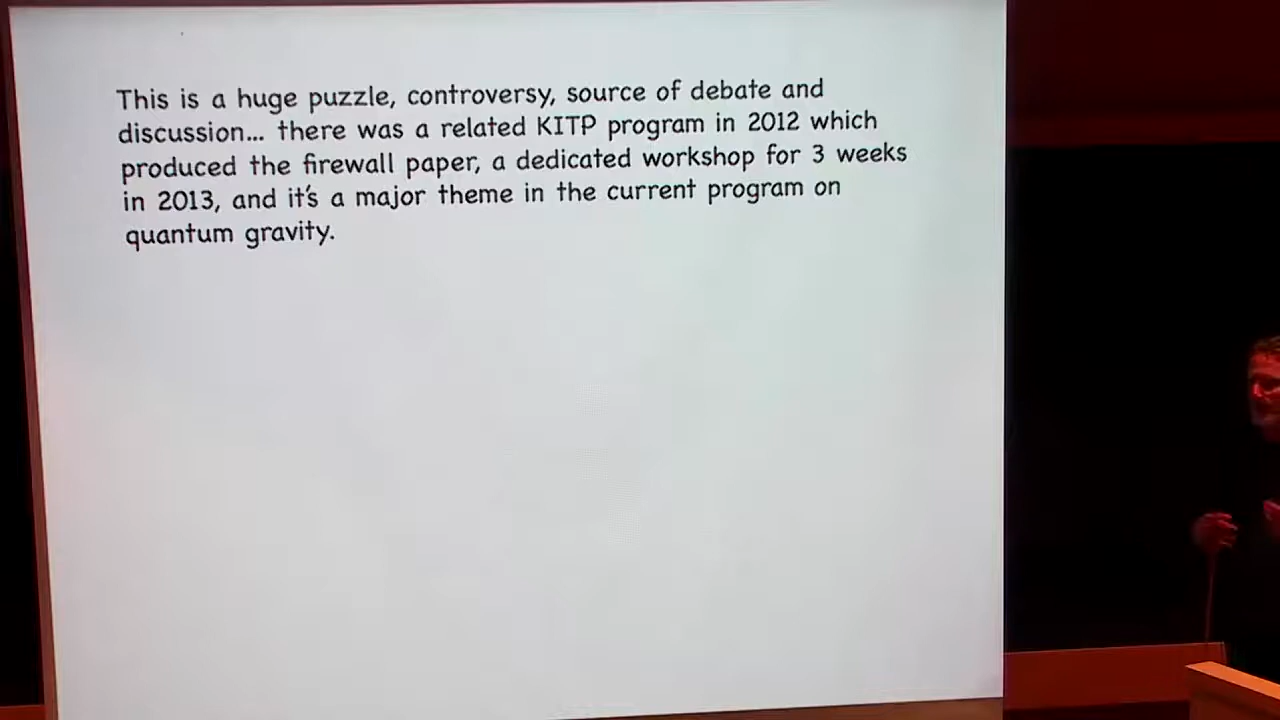 This is a huge puzzle, controversy, source of debate and
discussion... there was a related KITP program in 2012 which
produced the firewall paper, a dedicated workshop for 3 weeks
in 2013, and it's a major theme in the current program on
quantum gravity.